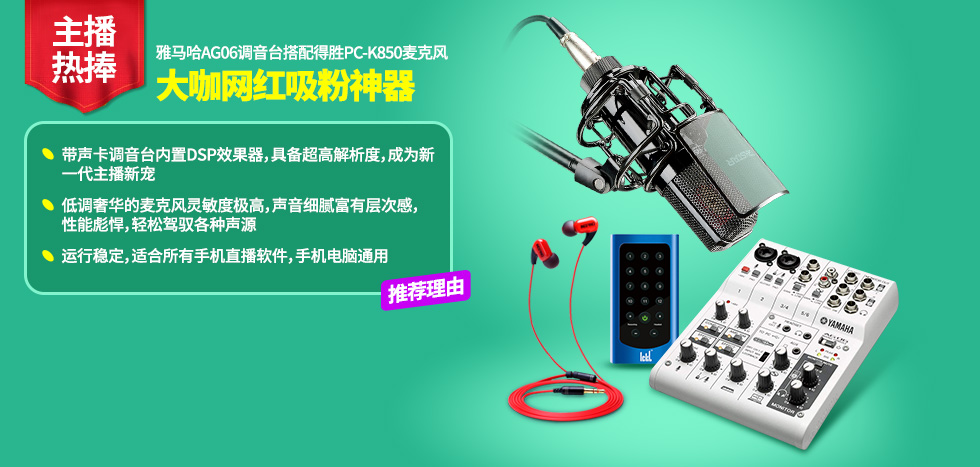 主播
热捧
雅马哈AG06调音台搭配得胜PC-K850麦克风
大咖网红吸粉神器
带声卡调音台内置DSP效果器，具备超高解析度，成为新
一代主播新宠
低调奢华的麦克风灵敏度极高，声音细腻富有层次感，
性能彪悍，轻松驾驭各种声源
运行稳定，适合所有手机直播软件，手机电脑通用
推荐理由
YAMAHA
MONITOR